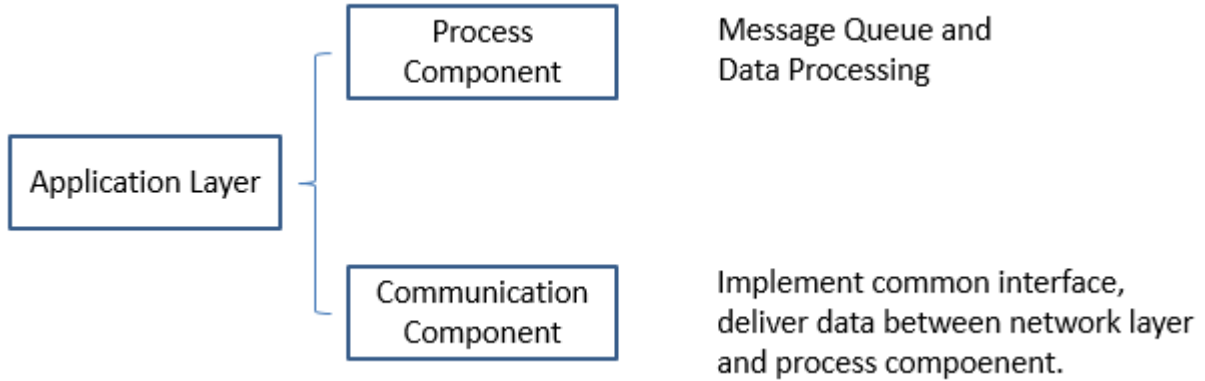 Process
Component
Message Queue and
Data Processing
Application Layer
Communication
Component
Implement common interface,
deliver data between network layer
and process compoenent.